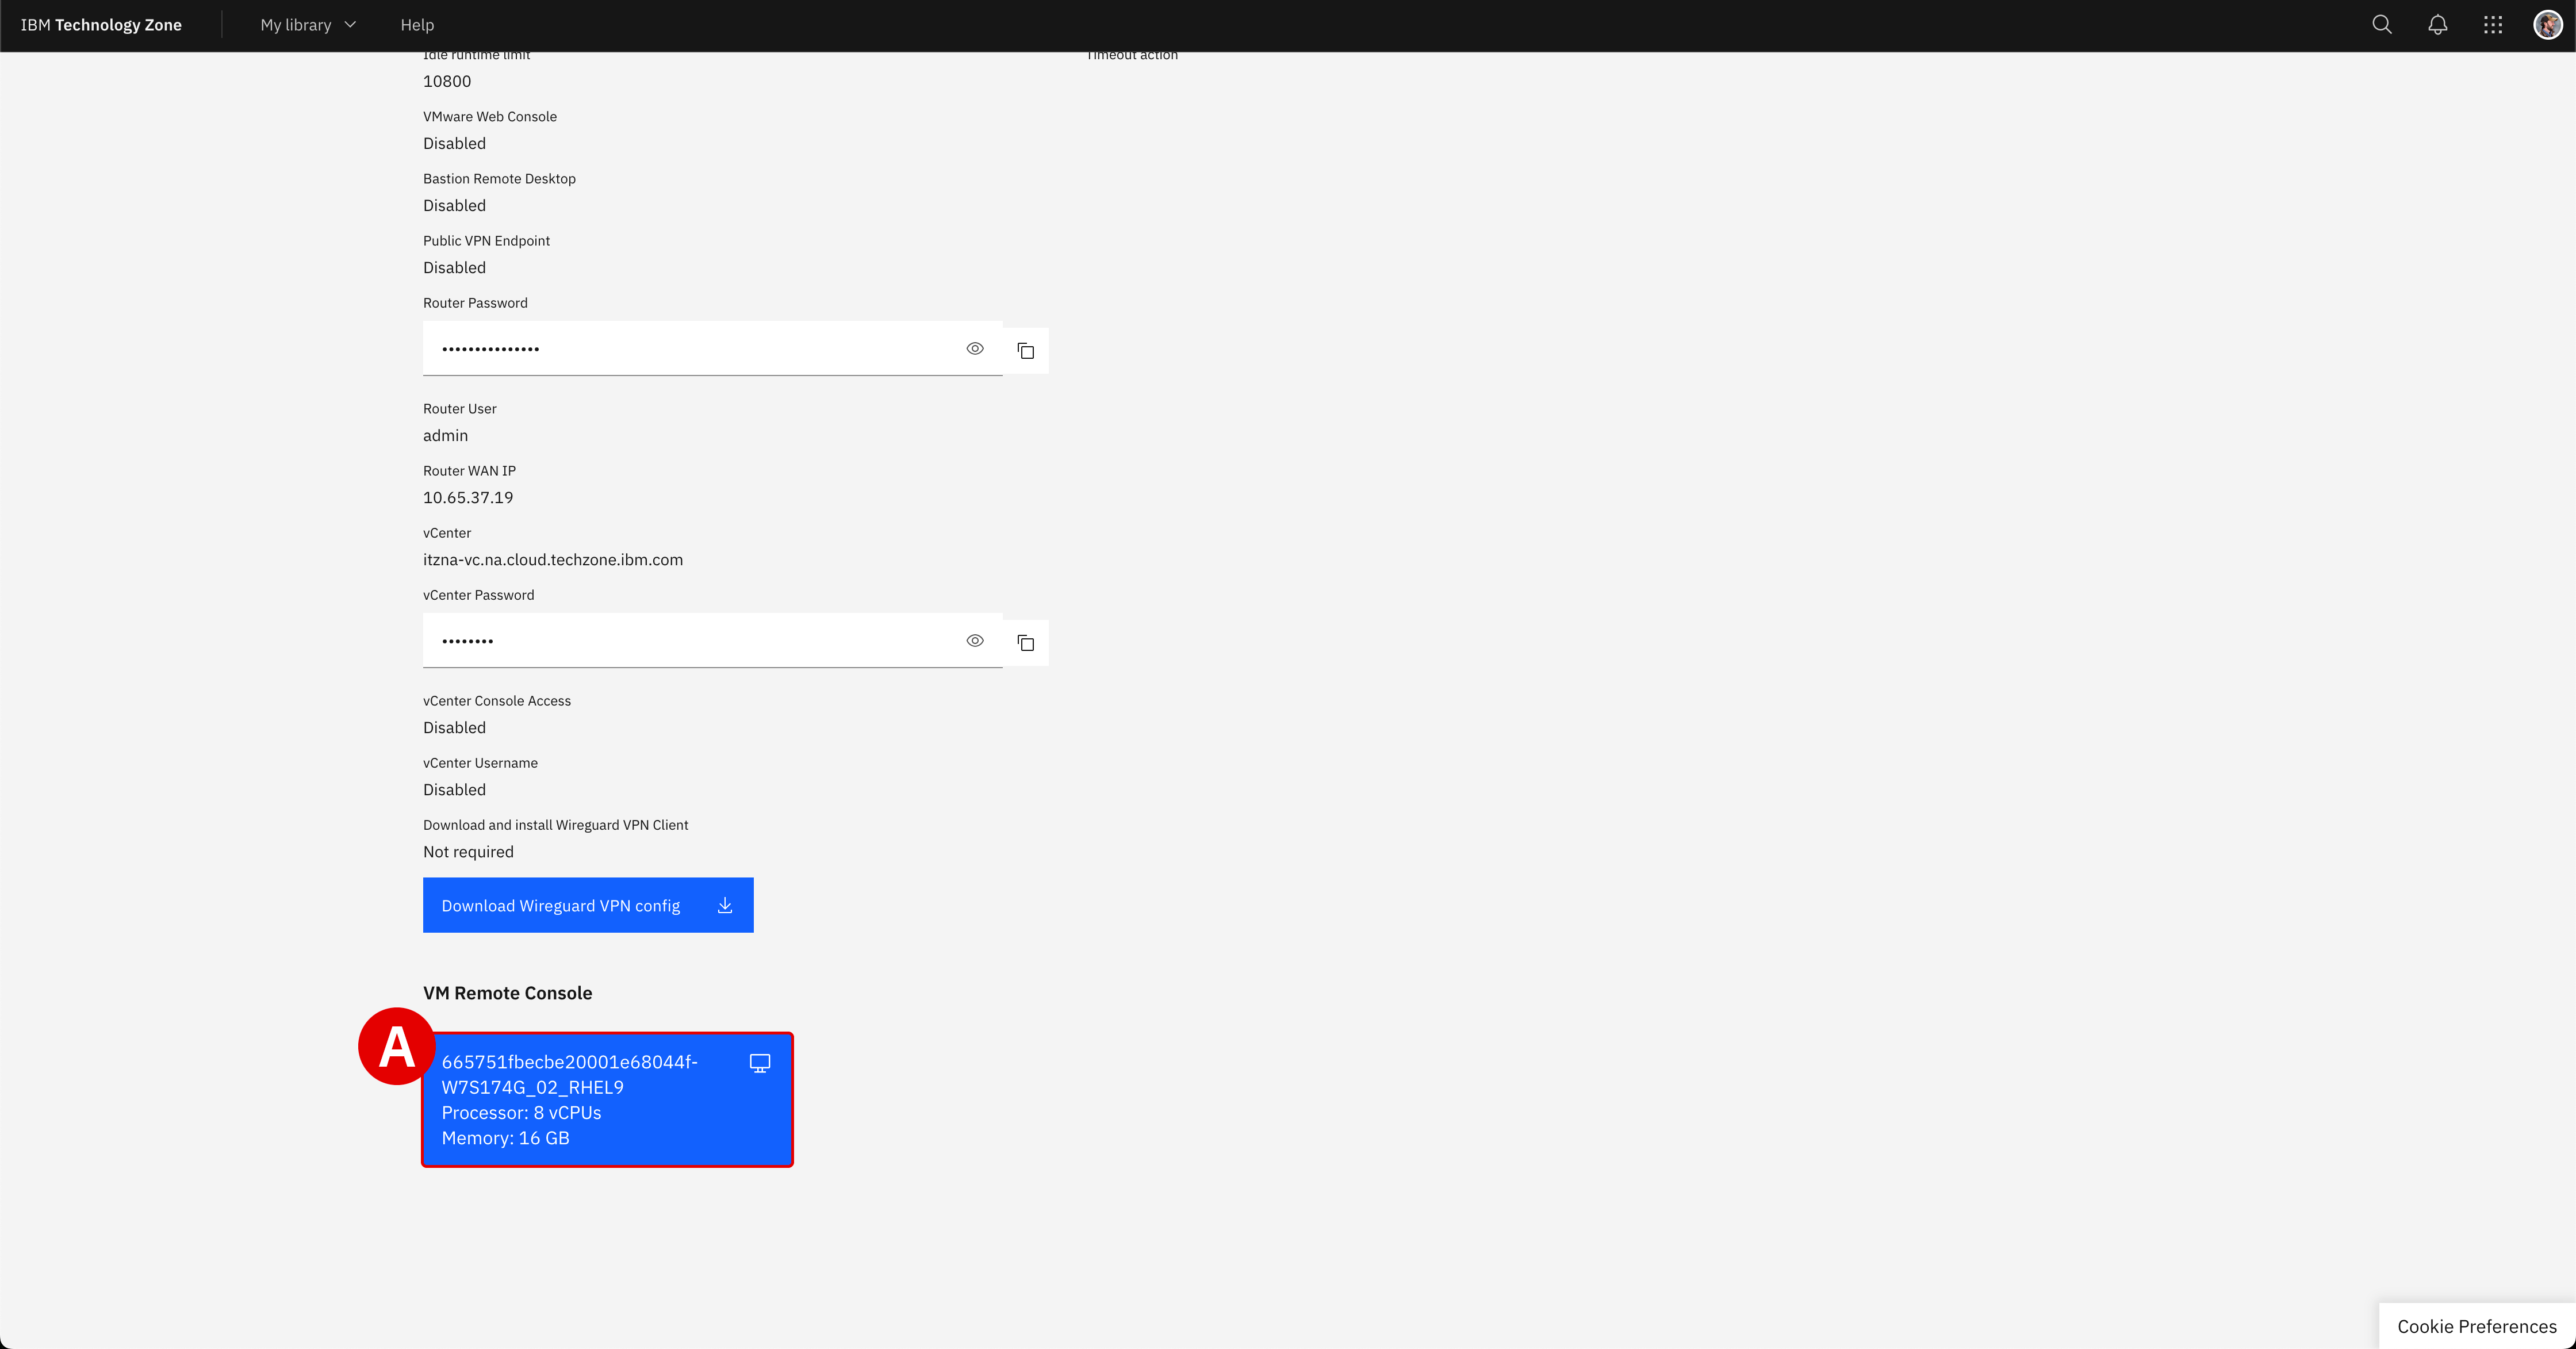 IBM Technology Zone
My library
Help
Idle runtime limit
Timeout action
10800
VMware Web Console
Disabled
Bastion Remote Desktop
Disabled
Public VPN Endpoint
Disabled
Router Password
•••••••••••••••
Router User
admin
Router WAN IP
10.65.37.19
vCenter
itzna-vc.na.cloud.techzone.ibm.com
vCenter Password
••••••••
vCenter Console Access
Disabled
vCenter Username
Disabled
Download and install Wireguard VPN Client
Not required
Download Wireguard VPN config
VM Remote Console
A
665751fbecbe20001e68044f-
W7S174G_02_RHEL9
Processor: 8 vCPUs
Memory: 16 GB
Cookie Preferences